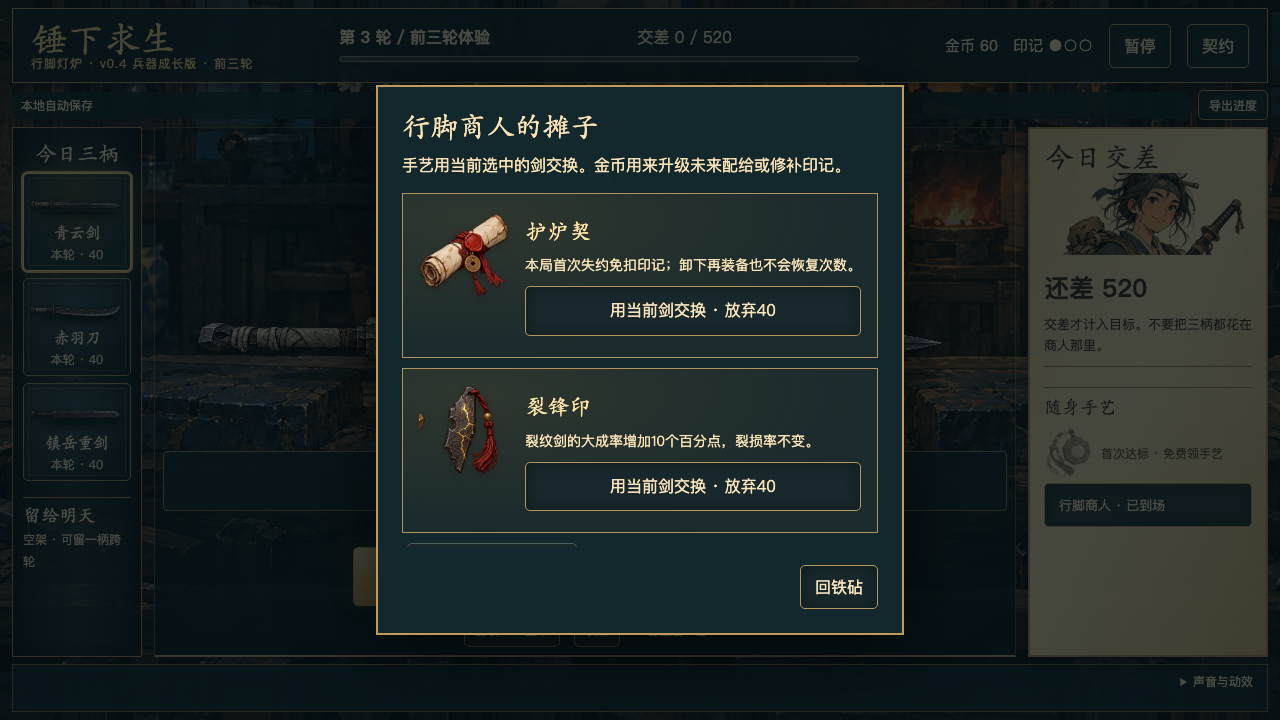 锤下求生
行脚灯炉 · v0.4 兵器成长版 · 前三轮
第 3 轮 / 前三轮体验
交差 0 / 520
金币 60
印记
暂停
契约
本地自动保存
导出进度
今日三柄
青云剑
本轮 · 40
赤羽刀
本轮 · 40
镇岳重剑
本轮 · 40
留给明天
空架 · 可留一柄跨
轮
行脚商人的摊子
手艺用当前选中的剑交换。金币用来升级未来配给或修补印记。
护炉契
本局首次失约免扣印记；卸下再装备也不会恢复次数。
用当前剑交换 · 放弃40
裂锋印
裂纹剑的大成率增加10个百分点，裂损率不变。
用当前剑交换 · 放弃40
回铁砧
今日交差
还差 520
交差才计入目标。不要把三柄都花在
商人那里。
随身手艺
首次达标 · 免费领手艺
行脚商人 · 已到场
声音与动效